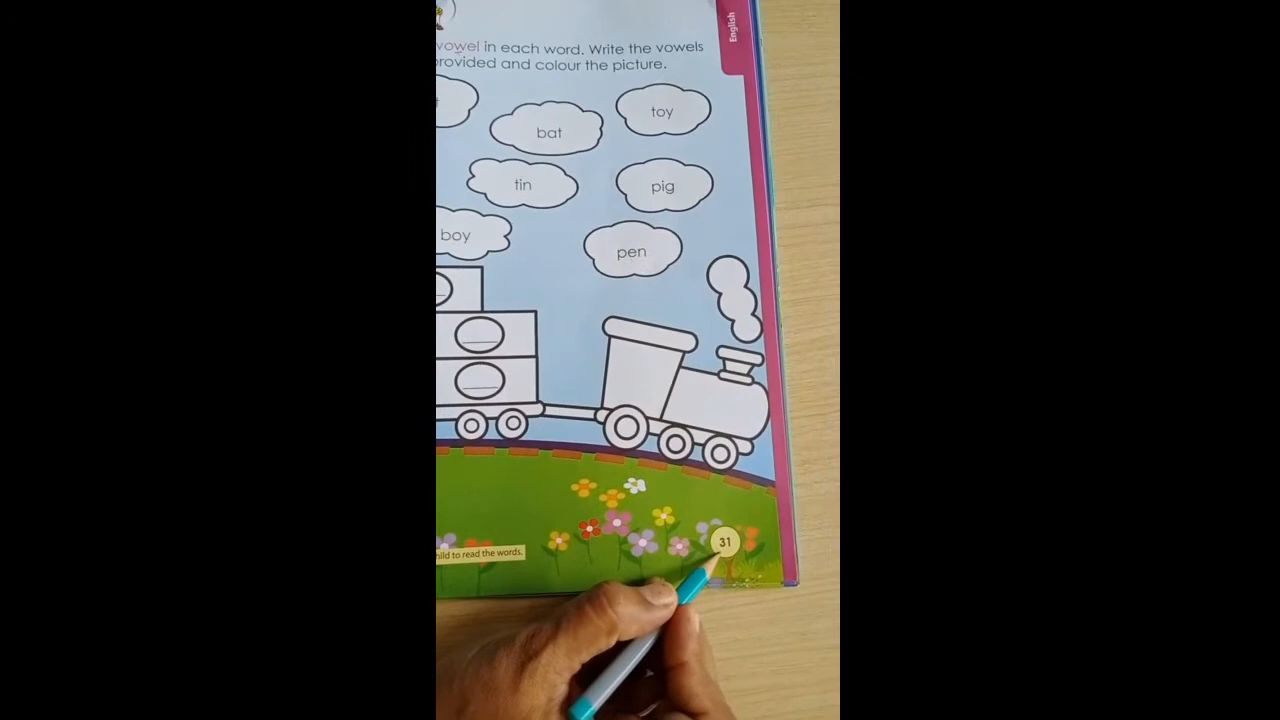 English
vowel in each word. Write the vowels
provided and colour the picture.
toy
bat
tin
pig
boy
pen
31
hild to read the words.